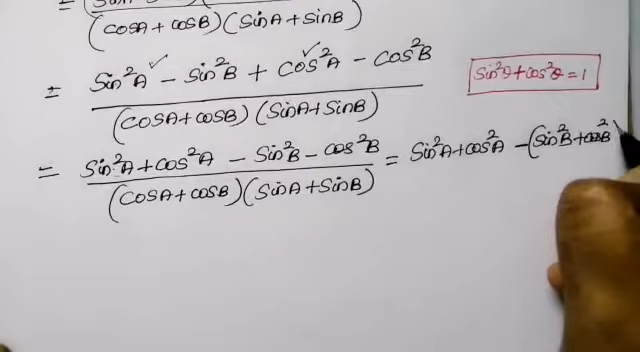 (cosA + cosB) (SinA + sinB)
= Sin²A - Sin²B + Cos²A - Cos²B
(cosA + cosB) (SinA + SinB)
Sin²θ + cos²θ = 1
= Sin²A + cos²A - Sin²B - cos²B = Sin²A + cos²A - (Sin²B + cos²B)
(cosA + cosB) (SinA + SinB)